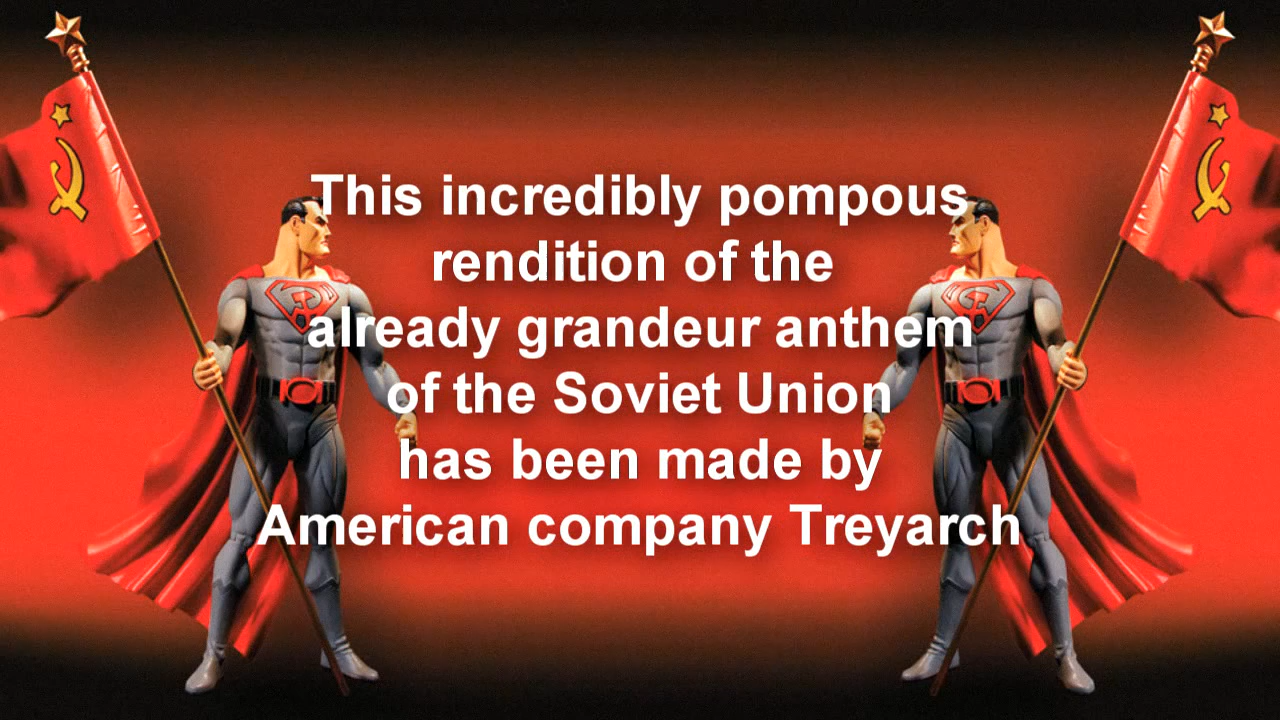 This incredibly pompous
rendition of the
already grandeur anthem
of the Soviet Union
has been made by
American company Treyarch